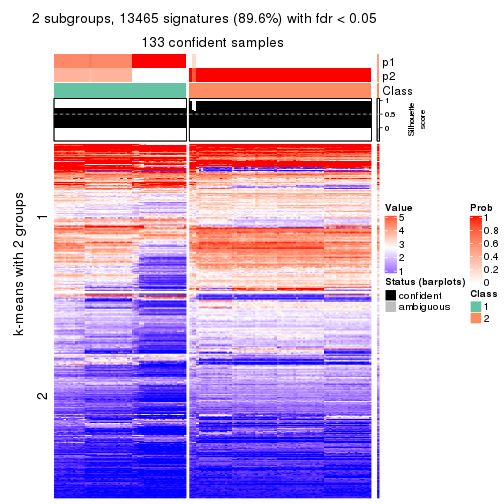 2 subgroups, 13465 signatures (89.6%) with fdr < 0.05
133 confident samples
p1
p2
Class
1
0.5
0
Silhouette
score
k-means with 2 groups
1
2
Value
5
4
3
2
1
Status (barplots)
confident
ambiguous
Prob
1
0.8
0.6
0.4
0.2
0
Class
1
2